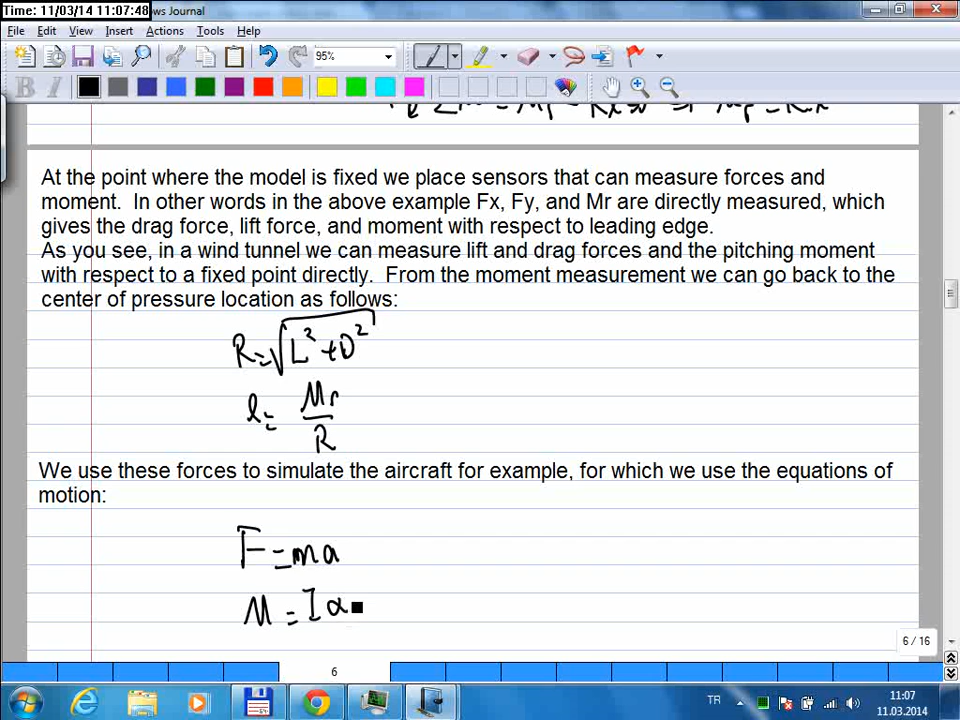 Time: 11/03/14 11:07:48
ws Journal
File Edit View Insert Actions Tools Help
95%
B I
At the point where the model is fixed we place sensors that can measure forces and
moment. In other words in the above example Fx, Fy, and Mr are directly measured, which
gives the drag force, lift force, and moment with respect to leading edge.
As you see, in a wind tunnel we can measure lift and drag forces and the pitching moment
with respect to a fixed point directly. From the moment measurement we can go back to the
center of pressure location as follows:
R=√L²+D²
l= Mr
R
We use these forces to simulate the aircraft for example, for which we use the equations of
motion:
F=ma
M=Iα
6 / 16
6
TR
11:07
11.03.2014